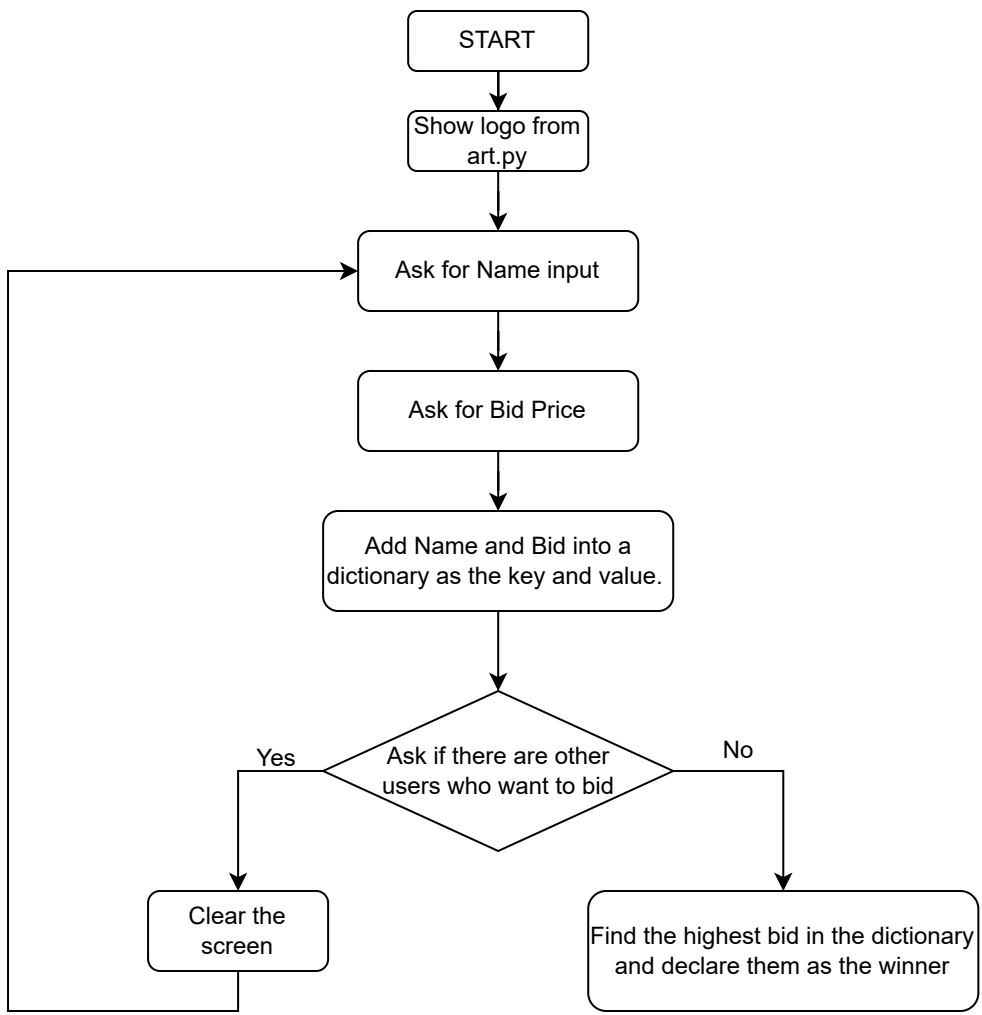 START
Show logo from
art.py
Ask for Name input
Ask for Bid Price
Add Name and Bid into a
dictionary as the key and value.
Ask if there are other
users who want to bid
Yes
No
Clear the
screen
Find the highest bid in the dictionary
and declare them as the winner